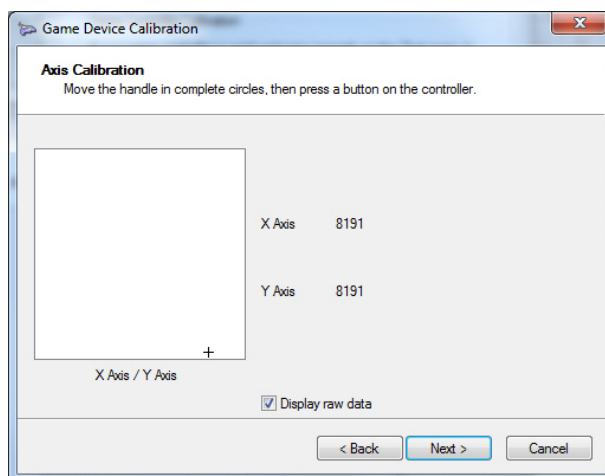 Game Device Calibration
Axis Calibration
Move the handle in complete circles, then press a button on the controller.
X Axis 8191
Y Axis 8191
X Axis / Y Axis
Display raw data
< Back Next > Cancel